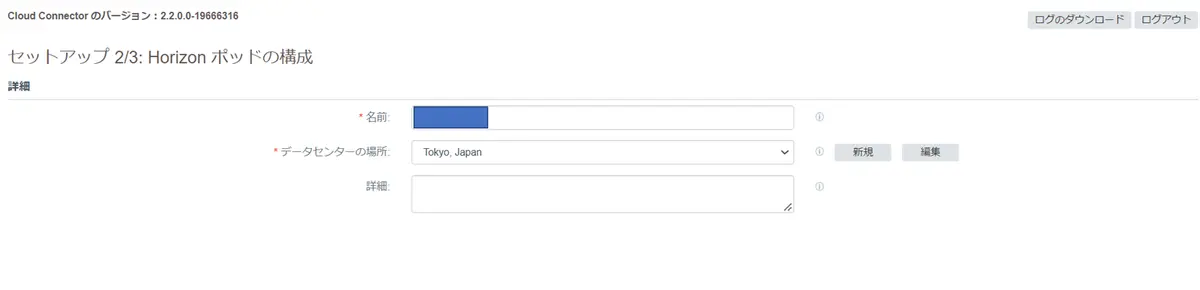 Cloud Connector のバージョン：2.2.0.0-19666316
ログのダウンロード ログアウト
セットアップ 2/3: Horizon ポッドの構成
詳細
* 名前:
* データセンターの場所: Tokyo, Japan 新規 編集
詳細: